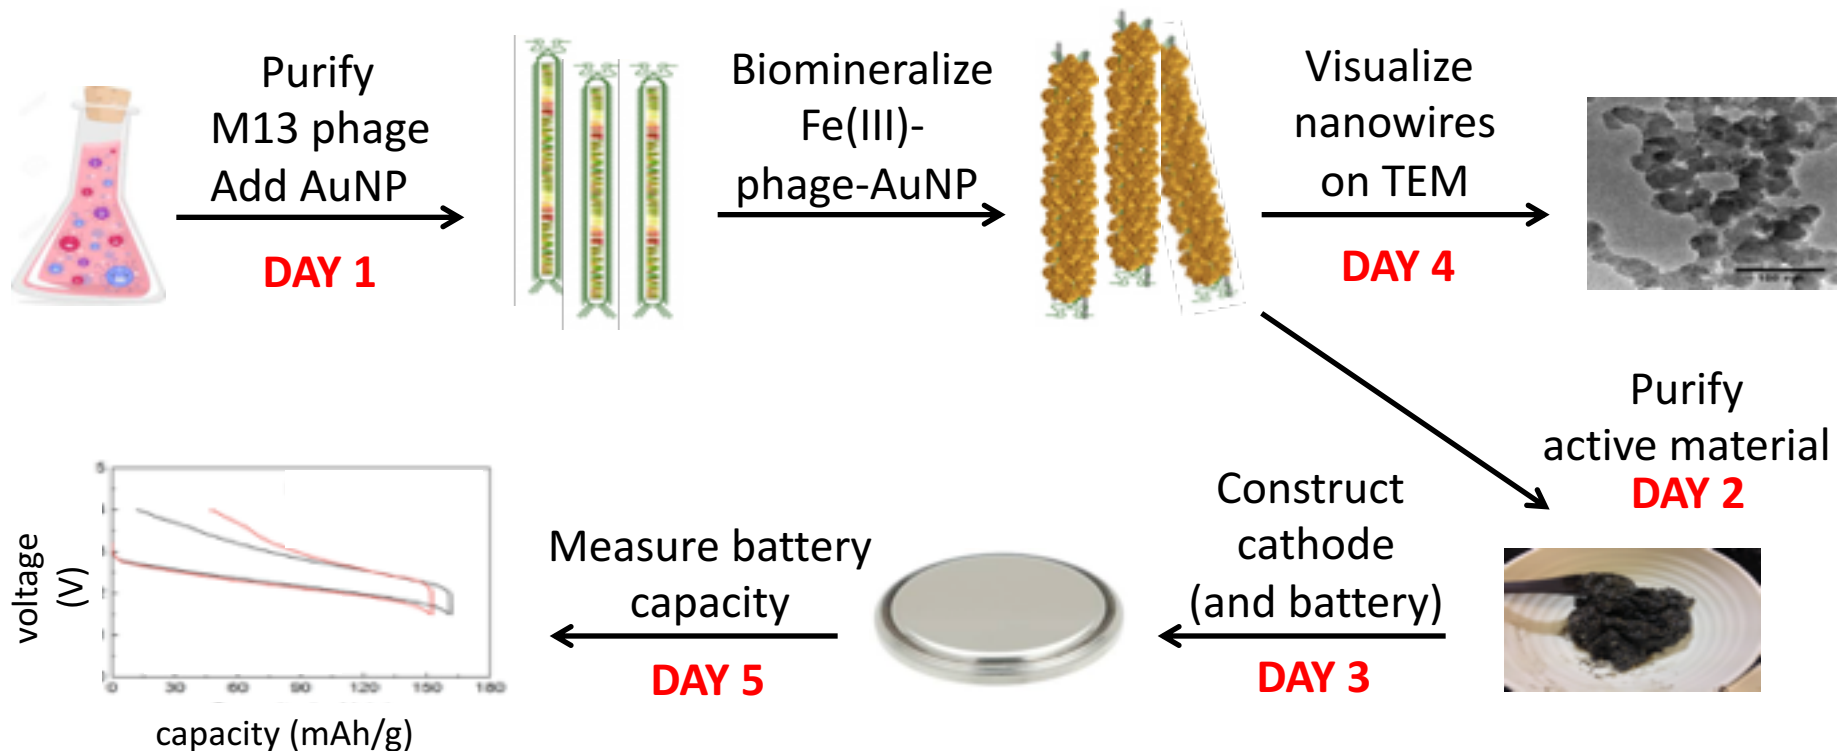 Purify
M13 phage
Add AuNP
DAY 1
Biomineralize
Fe(III)-
phage-AuNP
Visualize
nanowires
on TEM
DAY 4
Purify
active material
DAY 2
Construct
cathode
(and battery)
DAY 3
Measure battery
capacity
DAY 5
voltage
(V)
5
0 30 60 90 120 150 180
capacity (mAh/g)